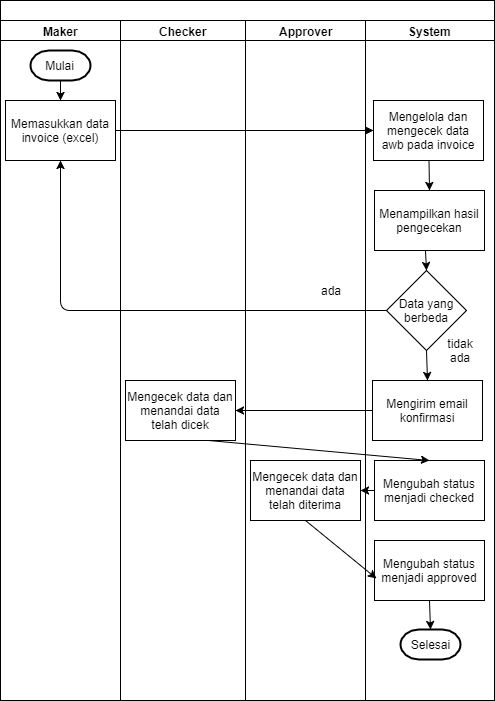 Maker
Checker
Approver
System
Mulai
Memasukkan data
invoice (excel)
Mengelola dan
mengecek data
awb pada invoice
Menampilkan hasil
pengecekan
ada
Data yang
berbeda
tidak
ada
Mengirim email
konfirmasi
Mengecek data dan
menandai data
telah dicek
Mengubah status
menjadi checked
Mengecek data dan
menandai data
telah diterima
Mengubah status
menjadi approved
Selesai